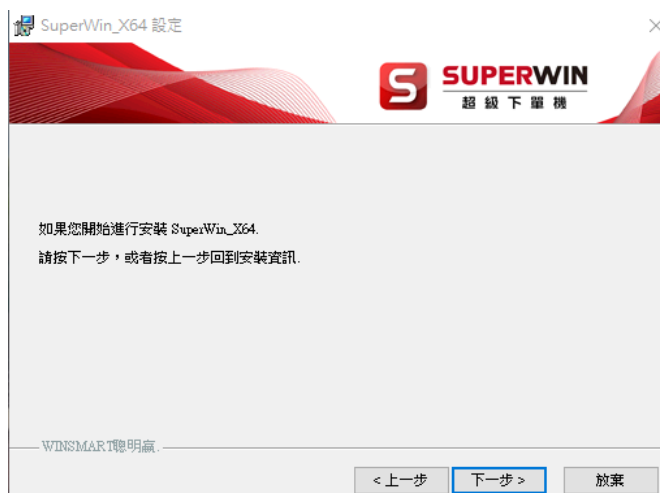 SuperWin_X64 設定
SUPERWIN
超級下單機
如果您開始進行安裝 SuperWin_X64.
請按下一步，或者按上一步回到安裝資訊.
WINSMART聰明贏.
<上一步
下一步>
放棄